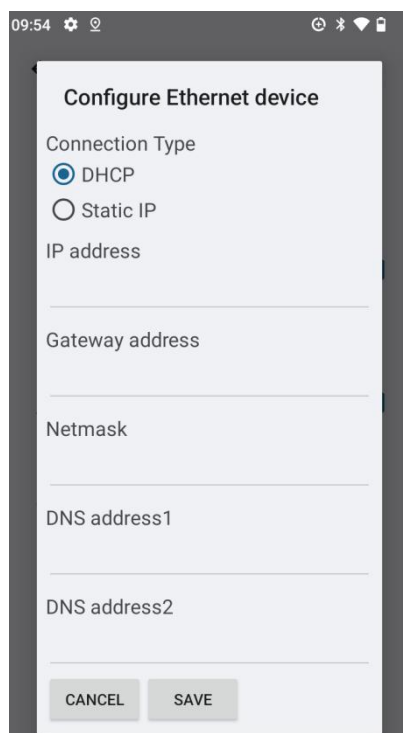 09:54
Configure Ethernet device
Connection Type
DHCP
Static IP
IP address
Gateway address
Netmask
DNS address1
DNS address2
CANCEL SAVE